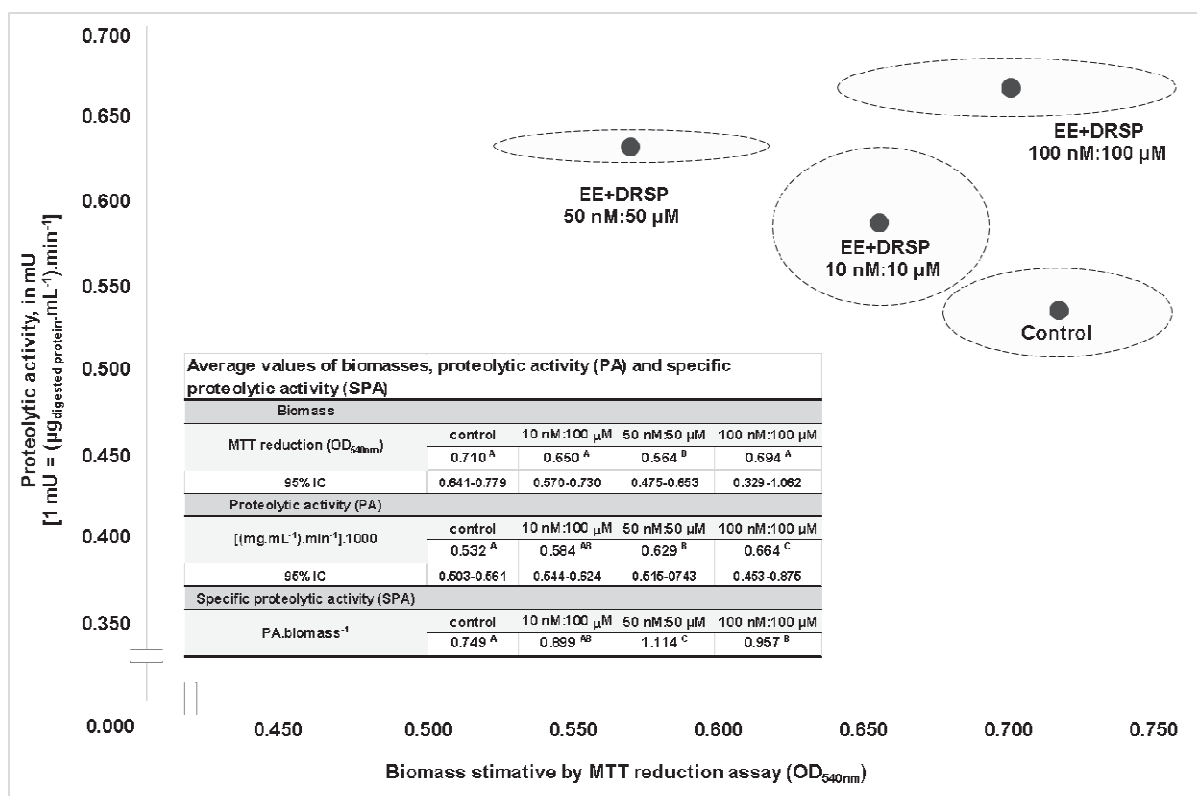 0.700
0.650
0.600
0.550
0.500
0.450
0.400
0.350
0.000
Proteolytic activity, in mU
[1 mU = (µg digested protein.mL-1).min-1]
EE+DRSP
100 nM:100 µM
EE+DRSP
50 nM:50 µM
EE+DRSP
10 nM:10 µM
Control
Average values of biomasses, proteolytic activity (PA) and specific
proteolytic activity (SPA)
Biomass
MTT reduction (OD540nm) control 10 nM:100 µM 50 nM:50 µM 100 nM:100 µM
0.710 A 0.650 A 0.564 B 0.694 A
95% IC 0.641-0.779 0.570-0.730 0.475-0.653 0.329-1.062
Proteolytic activity (PA)
[(mg.mL-1).min-1].1000 control 10 nM:100 µM 50 nM:50 µM 100 nM:100 µM
0.532 A 0.584 AB 0.629 B 0.664 C
95% IC 0.503-0.561 0.544-0.624 0.515-0743 0.453-0.875
Specific proteolytic activity (SPA)
PA.biomass-1 control 10 nM:100 µM 50 nM:50 µM 100 nM:100 µM
0.749 A 0.899 AB 1.114 C 0.957 B
0.450 0.500 0.550 0.600 0.650 0.700 0.750
Biomass stimative by MTT reduction assay (OD540nm)